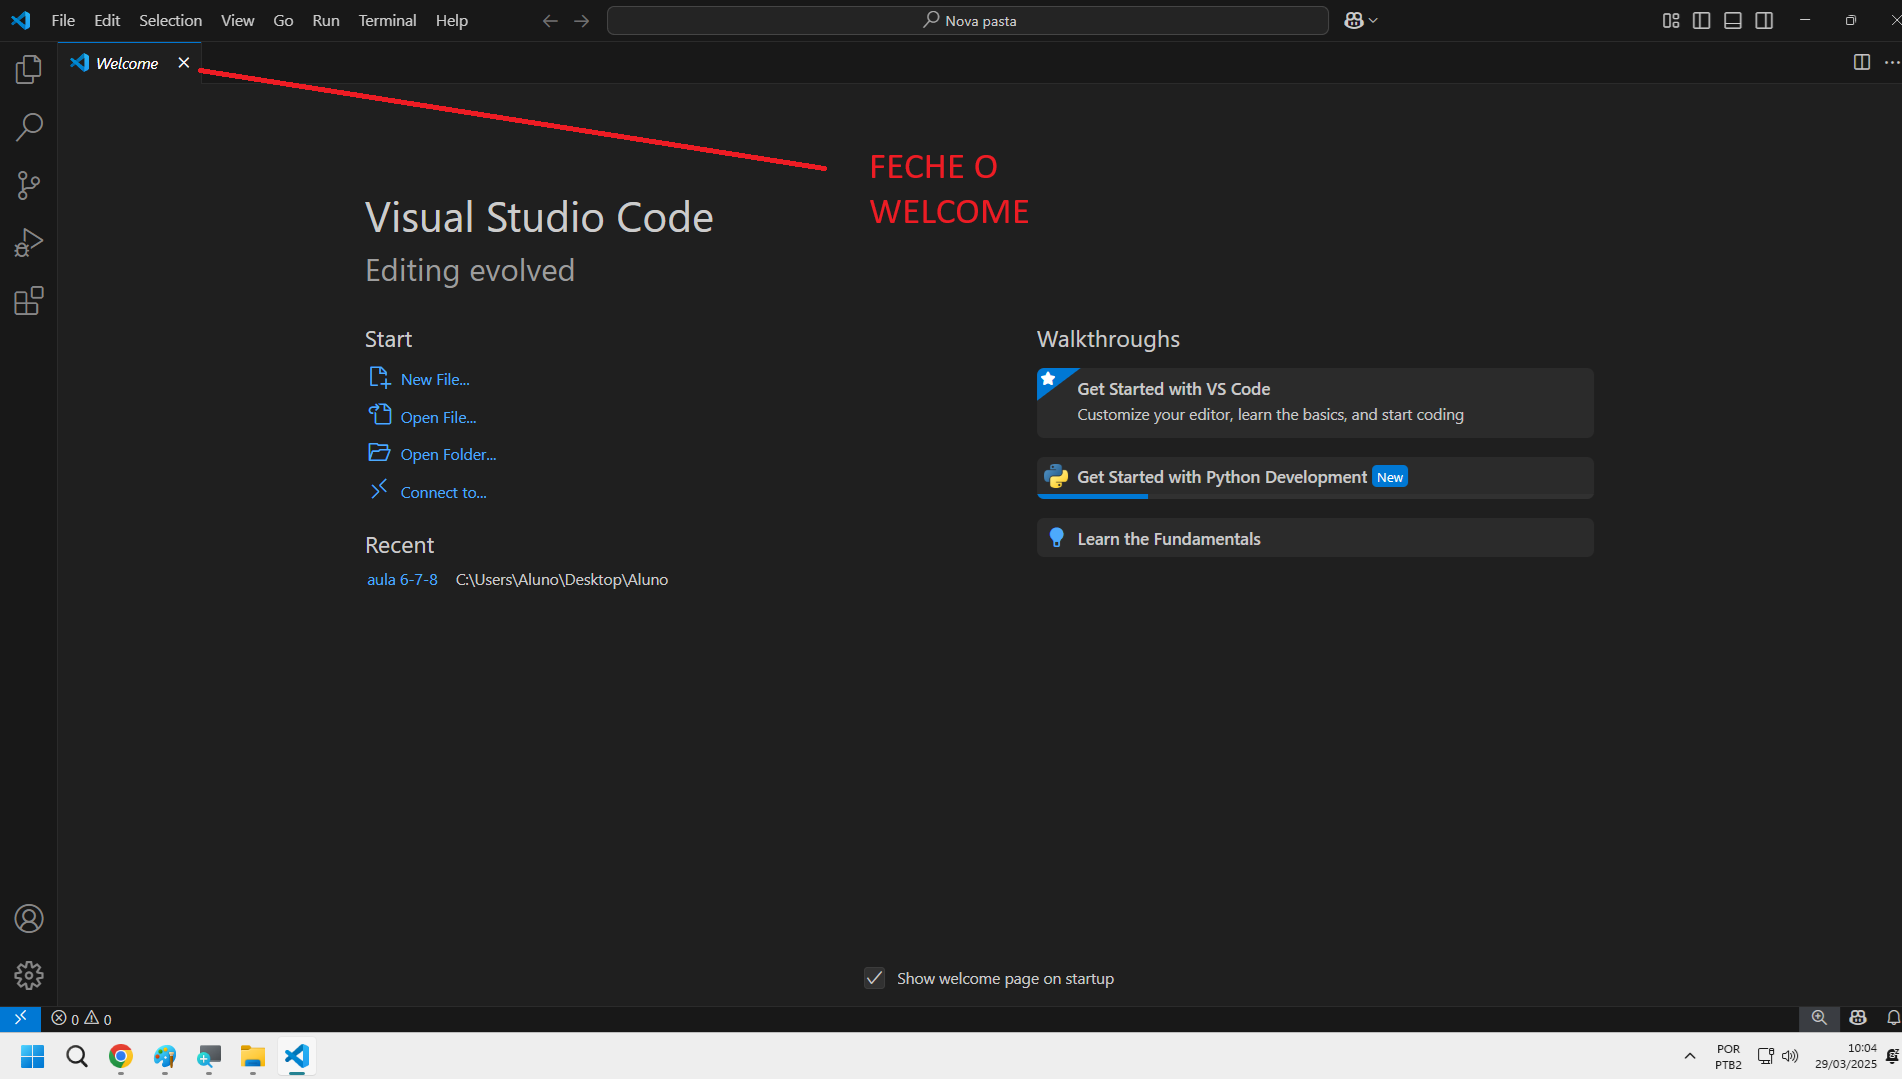 File Edit Selection View Go Run Terminal Help
Nova pasta
Welcome
FECHE O
WELCOME
Visual Studio Code
Editing evolved
Start
New File...
Open File...
Open Folder...
Connect to...
Recent
aula 6-7-8 C:\Users\Aluno\Desktop\Aluno
Walkthroughs
Get Started with VS Code
Customize your editor, learn the basics, and start coding
Get Started with Python Development New
Learn the Fundamentals
Show welcome page on startup
0 0
POR
PTB2
10:04
29/03/2025